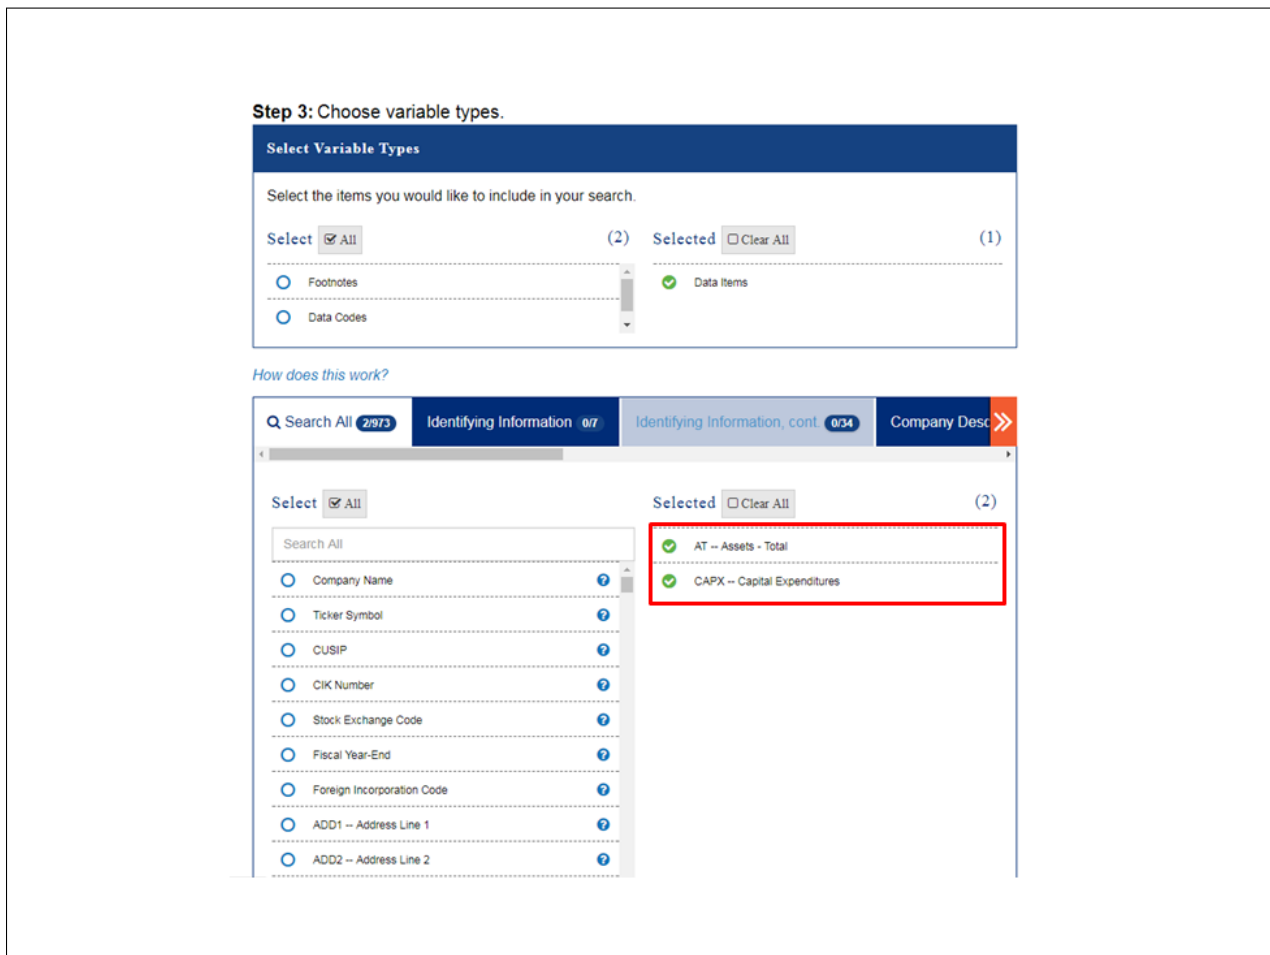 Step 3: Choose variable types.
Select Variable Types
Select the items you would like to include in your search.
Select All (2)
Selected Clear All (1)
Footnotes
Data Items
Data Codes
How does this work?
Search All 2/973
Identifying Information 0/7
Identifying Information, cont. 0/34
Company Desc
Select All
Selected Clear All (2)
Search All
AT -- Assets - Total
CAPX -- Capital Expenditures
Company Name
Ticker Symbol
CUSIP
CIK Number
Stock Exchange Code
Fiscal Year-End
Foreign Incorporation Code
ADD1 -- Address Line 1
ADD2 -- Address Line 2